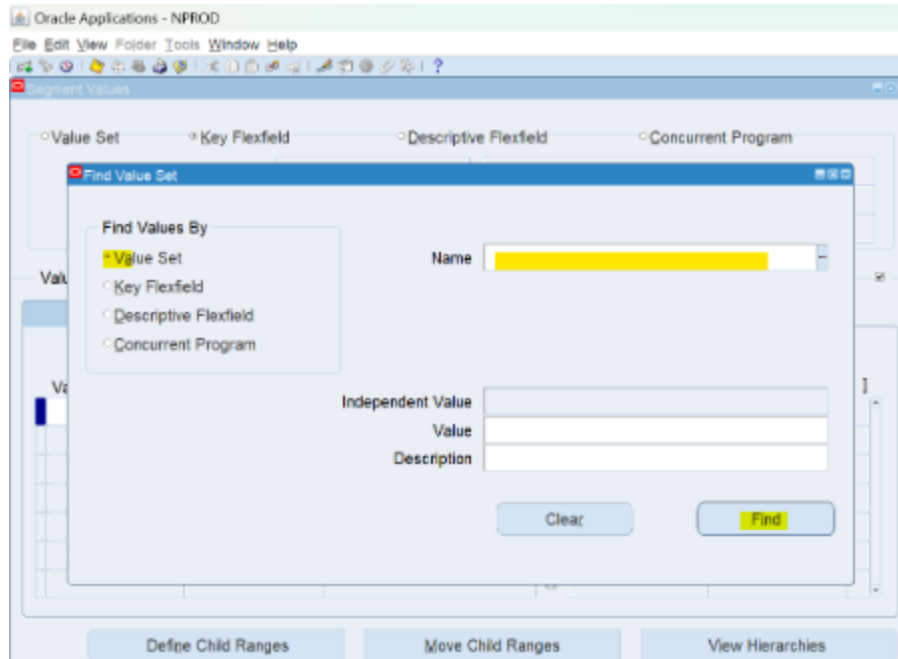 Oracle Applications - NPROD
File Edit View Folder Tools Window Help
Segment Values
Value Set Key Flexfield Descriptive Flexfield Concurrent Program
Find Value Set
Find Values By
Value Set Name
Key Flexfield
Descriptive Flexfield
Concurrent Program
Independent Value
Value
Description
Clear Find
Define Child Ranges Move Child Ranges View Hierarchies